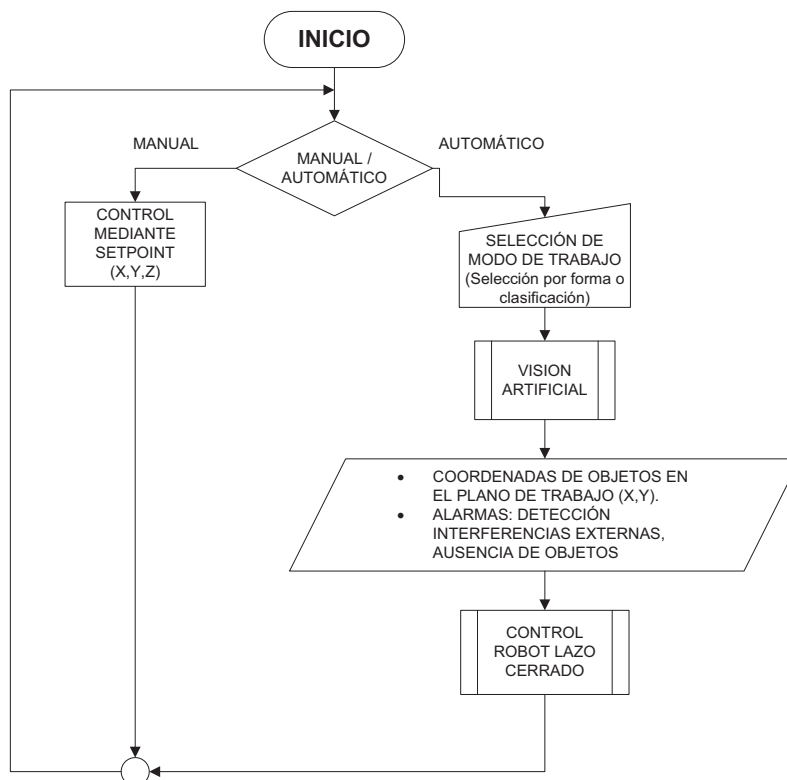 INICIO
MANUAL
AUTOMÁTICO
MANUAL /
AUTOMÁTICO
CONTROL
MEDIANTE
SETPOINT
(X,Y,Z)
SELECCIÓN DE
MODO DE TRABAJO
(Selección por forma o
clasificación)
VISION
ARTIFICIAL
• COORDENADAS DE OBJETOS EN
EL PLANO DE TRABAJO (X,Y).
• ALARMAS: DETECCIÓN
INTERFERENCIAS EXTERNAS,
AUSENCIA DE OBJETOS
CONTROL
ROBOT LAZO
CERRADO